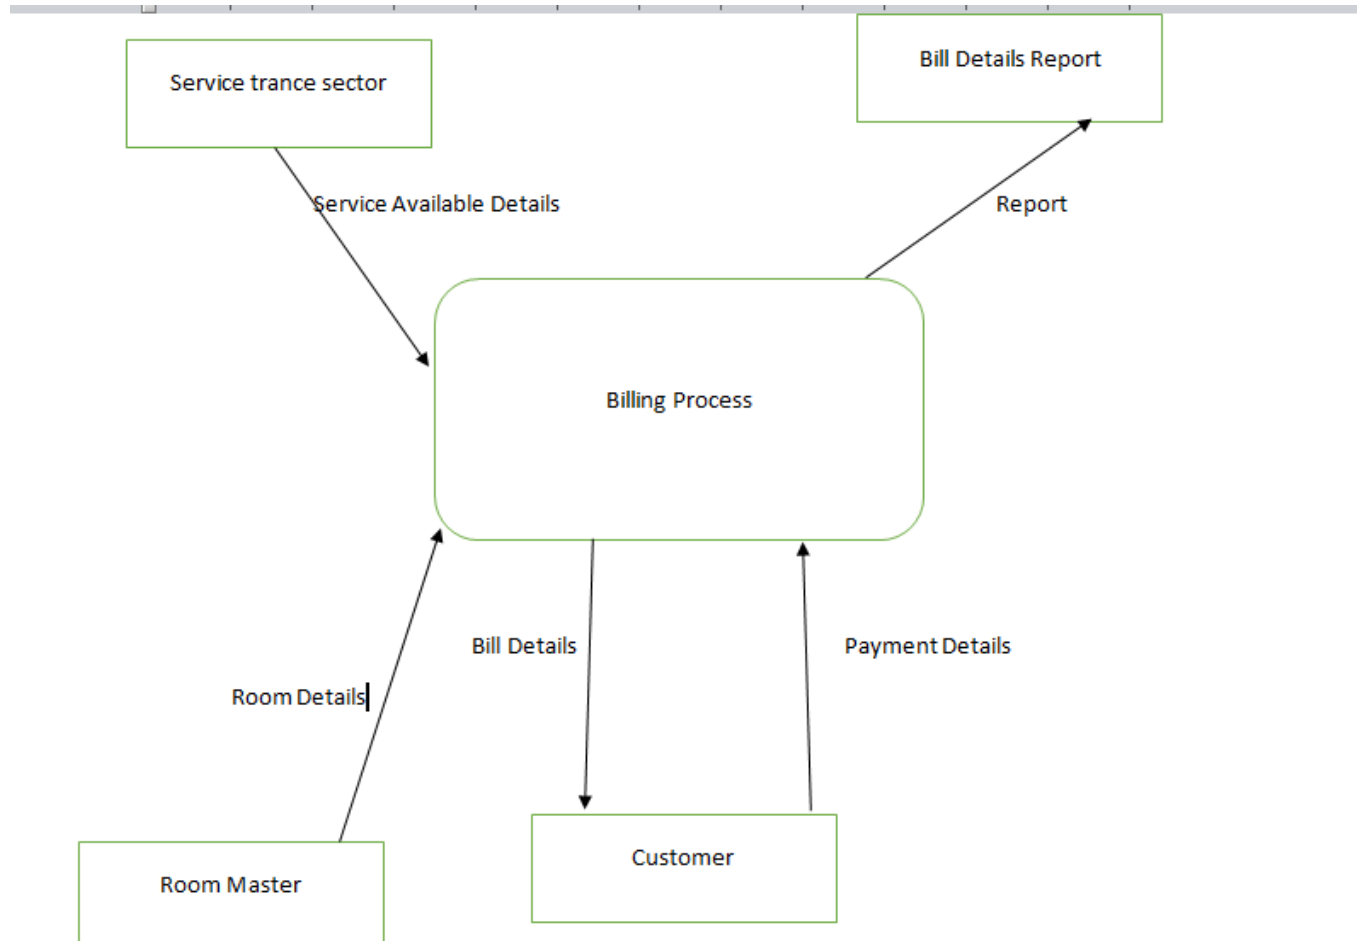 Bill Details Report
Service trance sector
Service Available Details
Report
Billing Process
Bill Details
Payment Details
Room Details
Customer
Room Master